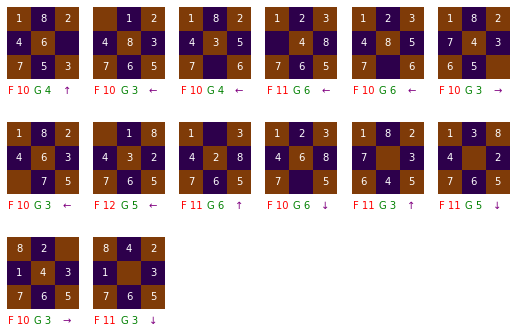 1 8 2 1 2 1 8 2 1 2 3 1 2 3 1 8 2
4 6 4 8 3 4 3 5 4 8 4 8 5 7 4 3
7 5 3 7 6 5 7 6 7 6 5 7 6 6 5
F 10 G 4 ↑ F 10 G 3 ← F 10 G 4 ← F 11 G 6 ← F 10 G 6 ← F 10 G 3 →
1 8 2 1 8 1 3 1 2 3 1 8 2 1 3 8
4 6 3 4 3 2 4 2 8 4 6 8 7 3 4 2
7 5 7 6 5 7 6 5 7 5 6 4 5 7 6 5
F 10 G 3 ← F 12 G 5 ← F 11 G 6 ↑ F 10 G 6 ↓ F 11 G 3 ↑ F 11 G 5 ↓
8 2 8 4 2
1 4 3 1 3
7 6 5 7 6 5
F 10 G 3 → F 11 G 3 ↓